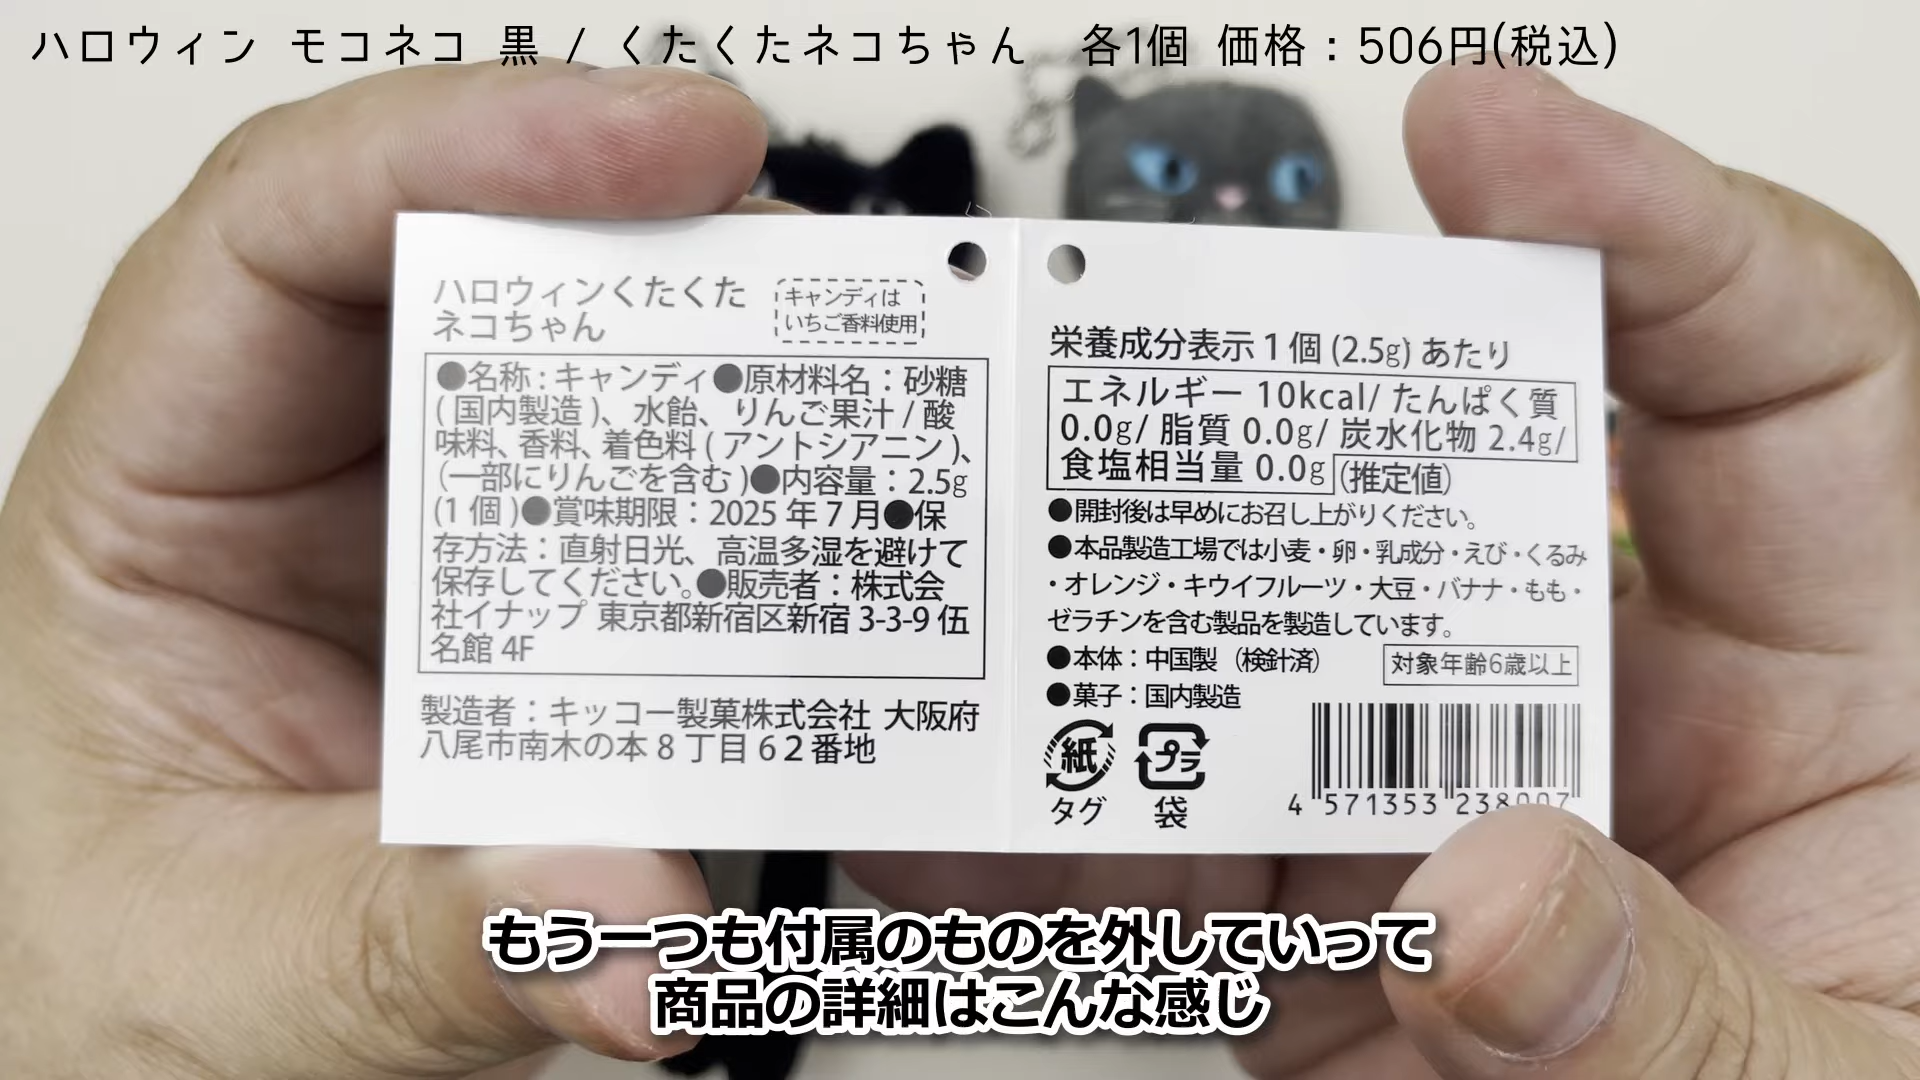 ハロウィン モコネコ 黒 / くたくたネコちゃん 各1個 価格：506円(税込)
ハロウィンくたくた
ネコちゃん
キャンディは
いちご香料使用
●名称：キャンディ●原材料名：砂糖
(国内製造)、水飴、りんご果汁/酸
味料、香料、着色料(アントシアニン)、
(一部にりんごを含む)●内容量：2.5g
(1個)●賞味期限：2025年7月●保
存方法：直射日光、高温多湿を避けて
保存してください。●販売者：株式会
社イナップ 東京都新宿区新宿3-3-9 伍
名館4F
製造者：キッコー製菓株式会社 大阪府
八尾市南木の本8丁目62番地
栄養成分表示1個(2.5g)あたり
エネルギー 10kcal/たんぱく質
0.0g/脂質 0.0g/炭水化物 2.4g/
食塩相当量 0.0g (推定値)
●開封後は早めにお召し上がりください。
●本品製造工場では小麦・卵・乳成分・えび・くるみ
・オレンジ・キウイフルーツ・大豆・バナナ・もも・
ゼラチンを含む製品を製造しています。
●本体：中国製（検針済）
対象年齢6歳以上
●菓子：国内製造
紙 プラ
タグ 袋
4 571353 238007
もう一つも付属のものを外していって
商品の詳細はこんな感じ